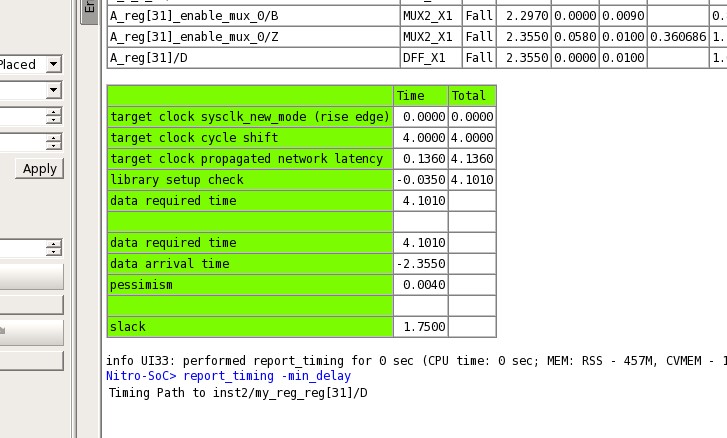 En
A_reg[31]_enable_mux_0/B MUX2_X1 Fall 2.2970 0.0000 0.0090 0.
A_reg[31]_enable_mux_0/Z MUX2_X1 Fall 2.3550 0.0580 0.0100 0.360686 1.
A_reg[31]/D DFF_X1 Fall 2.3550 0.0000 0.0100 1.
Placed
Apply
Time Total
target clock sysclk_new_mode (rise edge) 0.0000 0.0000
target clock cycle shift 4.0000 4.0000
target clock propagated network latency 0.1360 4.1360
library setup check -0.0350 4.1010
data required time 4.1010
data required time 4.1010
data arrival time -2.3550
pessimism 0.0040
slack 1.7500
info UI33: performed report_timing for 0 sec (CPU time: 0 sec; MEM: RSS - 457M, CVMEM - 1
Nitro-SoC> report_timing -min_delay
Timing Path to inst2/my_reg_reg[31]/D